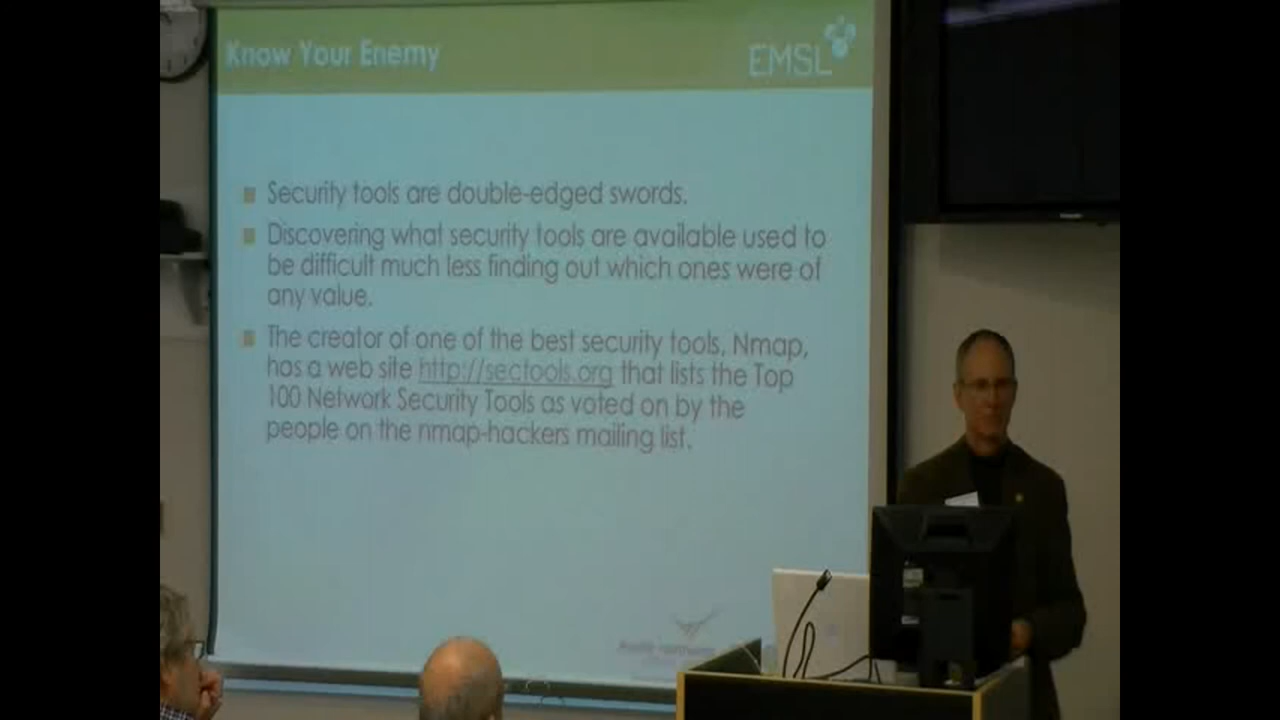 Know Your Enemy
EMSL
Security tools are double-edged swords.
Discovering what security tools are available used to
be difficult much less finding out which ones were of
any value.
The creator of one of the best security tools, Nmap,
has a web site http://sectools.org that lists the Top
100 Network Security Tools as voted on by the
people on the nmap-hackers mailing list.